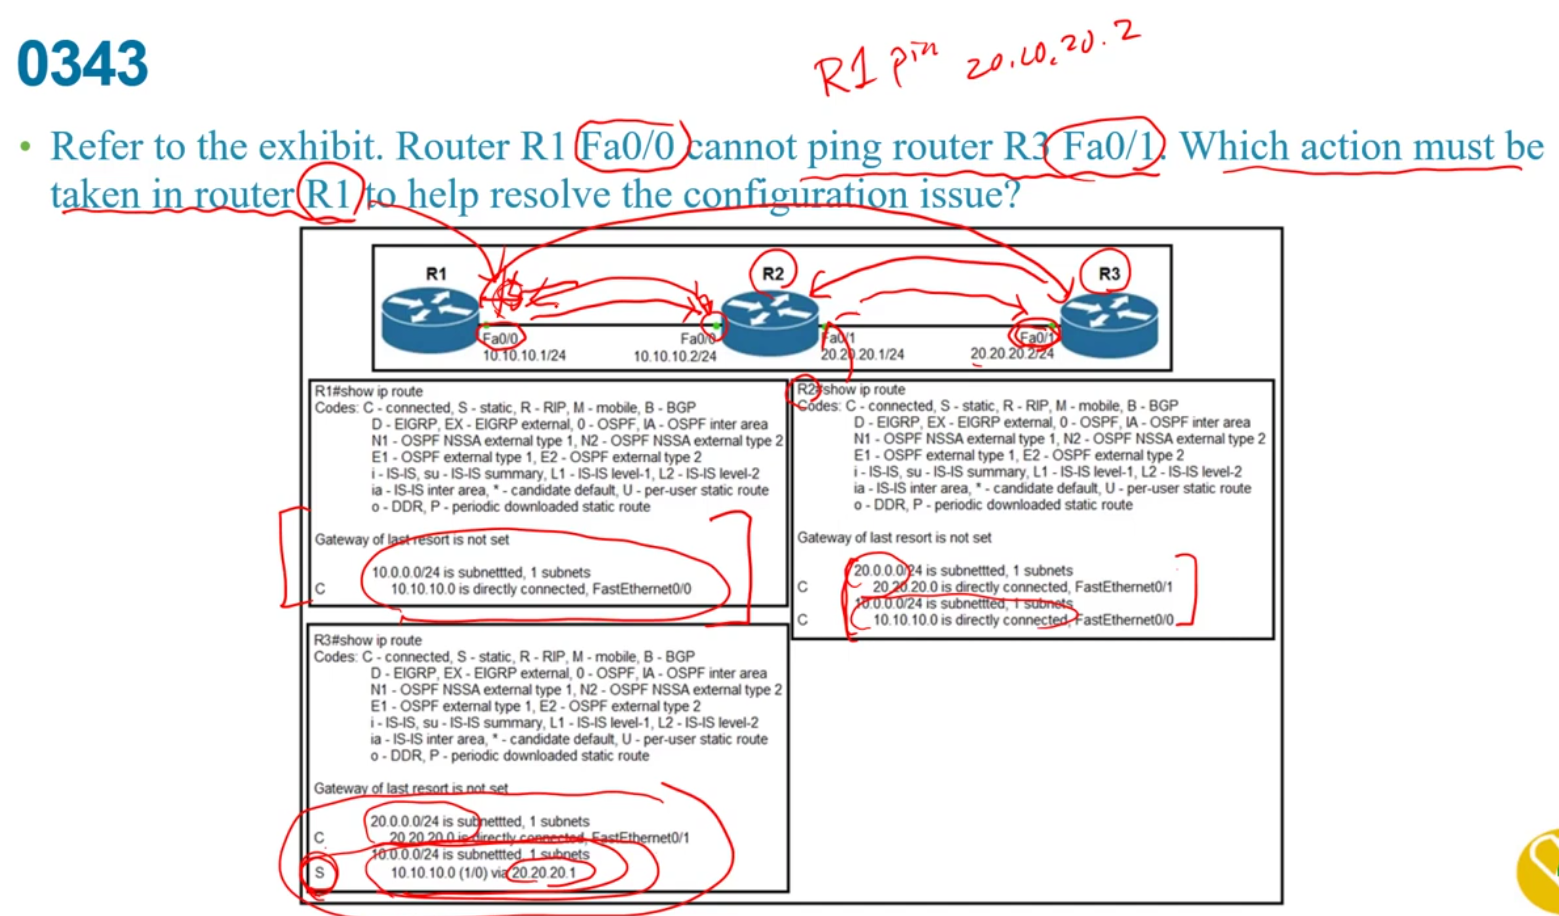 0343
R1 pin 20.20.20.2
• Refer to the exhibit. Router R1 Fa0/0 cannot ping router R3 Fa0/1. Which action must be
taken in router R1 to help resolve the configuration issue?
R1
R2
R3
Fa0/0
10.10.10.1/24
Fa0/0
10.10.10.2/24
Fa0/1
20.20.20.1/24
Fa0/1
20.20.20.2/24
R1#show ip route
Codes: C - connected, S - static, R - RIP, M - mobile, B - BGP
D - EIGRP, EX - EIGRP external, 0 - OSPF, IA - OSPF inter area
N1 - OSPF NSSA external type 1, N2 - OSPF NSSA external type 2
E1 - OSPF external type 1, E2 - OSPF external type 2
i - IS-IS, su - IS-IS summary, L1 - IS-IS level-1, L2 - IS-IS level-2
ia - IS-IS inter area, * - candidate default, U - per-user static route
o - DDR, P - periodic downloaded static route
Gateway of last resort is not set
10.0.0.0/24 is subnettted, 1 subnets
C 10.10.10.0 is directly connected, FastEthernet0/0
R2#show ip route
Codes: C - connected, S - static, R - RIP, M - mobile, B - BGP
D - EIGRP, EX - EIGRP external, 0 - OSPF, IA - OSPF inter area
N1 - OSPF NSSA external type 1, N2 - OSPF NSSA external type 2
E1 - OSPF external type 1, E2 - OSPF external type 2
i - IS-IS, su - IS-IS summary, L1 - IS-IS level-1, L2 - IS-IS level-2
ia - IS-IS inter area, * - candidate default, U - per-user static route
o - DDR, P - periodic downloaded static route
Gateway of last resort is not set
20.0.0.0/24 is subnettted, 1 subnets
C 20.20.20.0 is directly connected, FastEthernet0/1
10.0.0.0/24 is subnettted, 1 subnets
C 10.10.10.0 is directly connected, FastEthernet0/0
R3#show ip route
Codes: C - connected, S - static, R - RIP, M - mobile, B - BGP
D - EIGRP, EX - EIGRP external, 0 - OSPF, IA - OSPF inter area
N1 - OSPF NSSA external type 1, N2 - OSPF NSSA external type 2
E1 - OSPF external type 1, E2 - OSPF external type 2
i - IS-IS, su - IS-IS summary, L1 - IS-IS level-1, L2 - IS-IS level-2
ia - IS-IS inter area, * - candidate default, U - per-user static route
o - DDR, P - periodic downloaded static route
Gateway of last resort is not set
20.0.0.0/24 is subnettted, 1 subnets
C 20.20.20.0 is directly connected, FastEthernet0/1
10.0.0.0/24 is subnettted, 1 subnets
S 10.10.10.0 (1/0) via 20.20.20.1